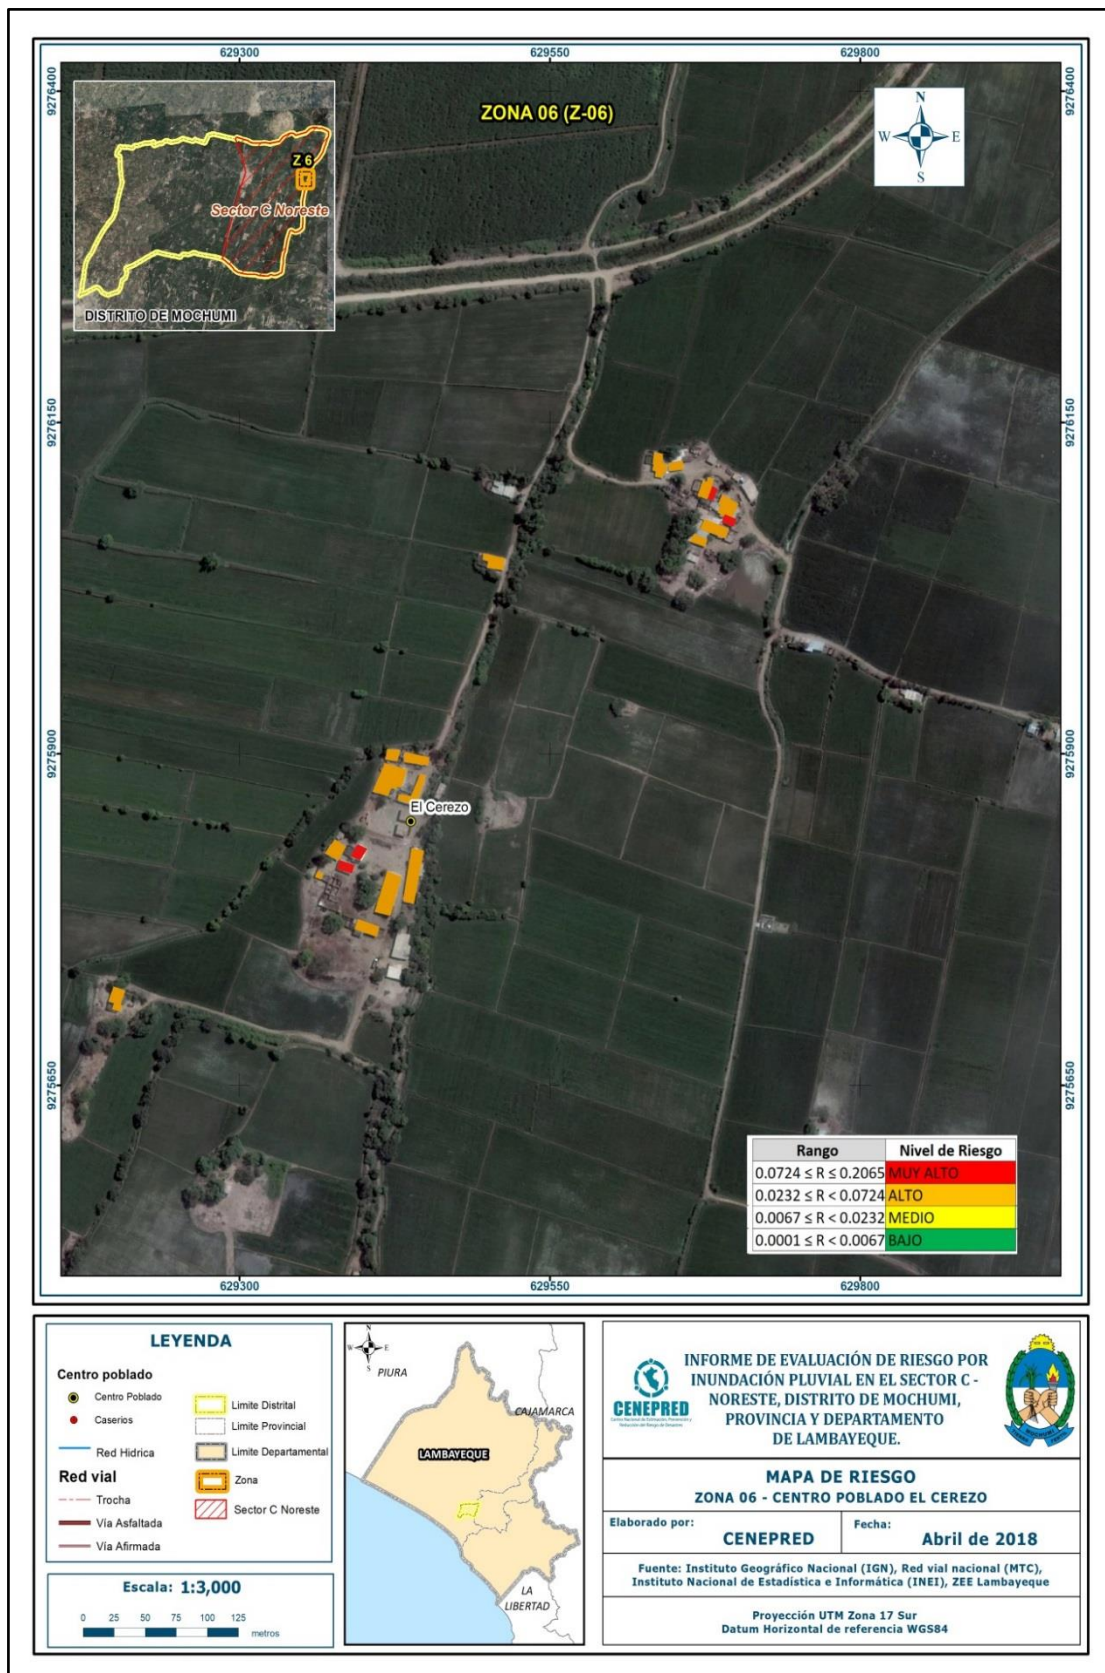 629300
629550
629800
9276400
9276400
ZONA 06 (Z-06)
N
W
E
S
Z 6
Sector C Noreste
DISTRITO DE MOCHUMI
9276150
9276150
9275900
9275900
El Cerezo
9275650
9275650
Rango
Nivel de Riesgo
0.0724 ≤ R ≤ 0.2065 MUY ALTO
0.0232 ≤ R < 0.0724 ALTO
0.0067 ≤ R < 0.0232 MEDIO
0.0001 ≤ R < 0.0067 BAJO
629300
629550
629800
LEYENDA
Centro poblado
Centro Poblado
Caserios
Red Hidrica
Red vial
Trocha
Vía Asfaltada
Vía Afirmada
Limite Distrital
Limite Provincial
Limite Departamental
Zona
Sector C Noreste
Escala: 1:3,000
0 25 50 75 100 125
metros
N
W
E
S
PIURA
CAJAMARCA
LAMBAYEQUE
LA
LIBERTAD
CENEPRED
INFORME DE EVALUACIÓN DE RIESGO POR
INUNDACIÓN PLUVIAL EN EL SECTOR C -
NORESTE, DISTRITO DE MOCHUMI,
PROVINCIA Y DEPARTAMENTO
DE LAMBAYEQUE.
MAPA DE RIESGO
ZONA 06 - CENTRO POBLADO EL CEREZO
Elaborado por:
CENEPRED
Fecha:
Abril de 2018
Fuente: Instituto Geográfico Nacional (IGN), Red vial nacional (MTC),
Instituto Nacional de Estadística e Informática (INEI), ZEE Lambayeque
Proyección UTM Zona 17 Sur
Datum Horizontal de referencia WGS84